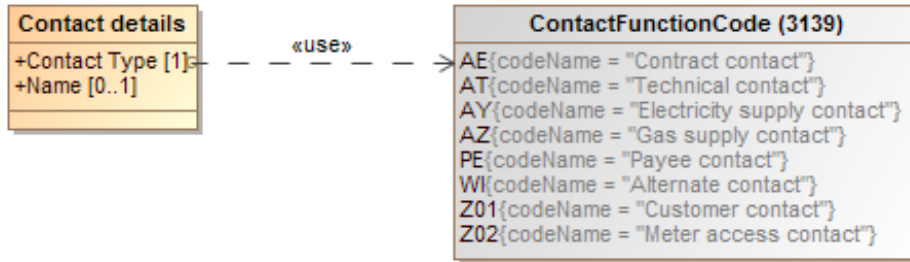 Contact details
+Contact Type [1]
+Name [0..1]
«use»
ContactFunctionCode (3139)
AE{codeName = "Contract contact"}
AT{codeName = "Technical contact"}
AY{codeName = "Electricity supply contact"}
AZ{codeName = "Gas supply contact"}
PE{codeName = "Payee contact"}
WI{codeName = "Alternate contact"}
Z01{codeName = "Customer contact"}
Z02{codeName = "Meter access contact"}